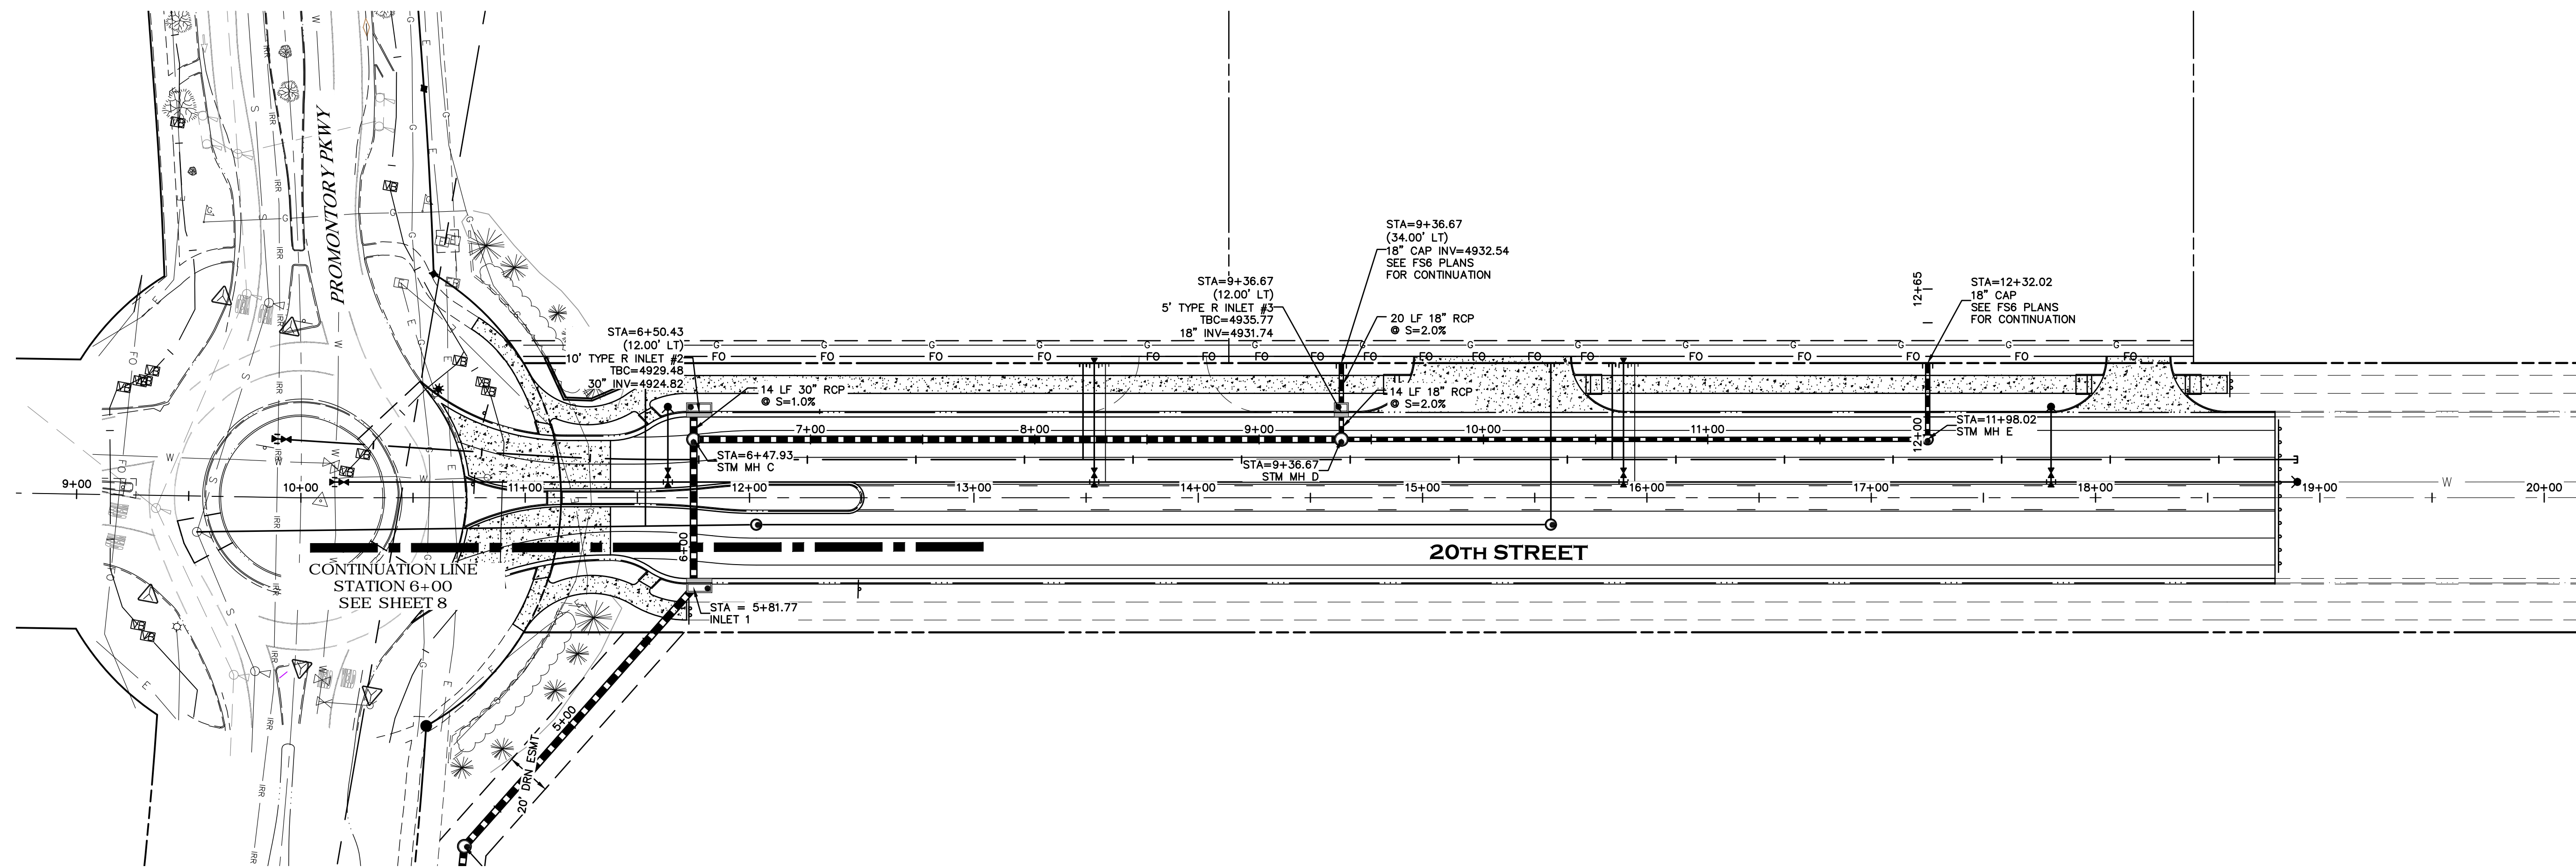 PROMONTORY PKWY
STA=9+36.67
(34.00' LT)
18" CAP INV=4932.54
SEE FS6 PLANS
FOR CONTINUATION
STA=9+36.67
(12.00' LT)
5' TYPE R INLET #3
TBC=4935.77
18" INV=4931.74
20 LF 18" RCP
@ S=2.0%
12+65
STA=12+32.02
18" CAP
SEE FS6 PLANS
FOR CONTINUATION
STA=6+50.43
(12.00' LT)
10' TYPE R INLET #2
TBC=4929.48
30" INV=4924.82
14 LF 30" RCP
@ S=1.0%
14 LF 18" RCP
@ S=2.0%
7+00
8+00
9+00
10+00
11+00
12+00
STA=11+98.02
STM MH E
STA=6+47.93
STM MH C
STA=9+36.67
STM MH D
9+00
10+00
11+00
12+00
13+00
14+00
15+00
16+00
17+00
18+00
19+00
20+00
6+00
20TH STREET
CONTINUATION LINE
STATION 6+00
SEE SHEET 8
STA = 5+81.77
INLET 1
5+00
20' DRN ESMT